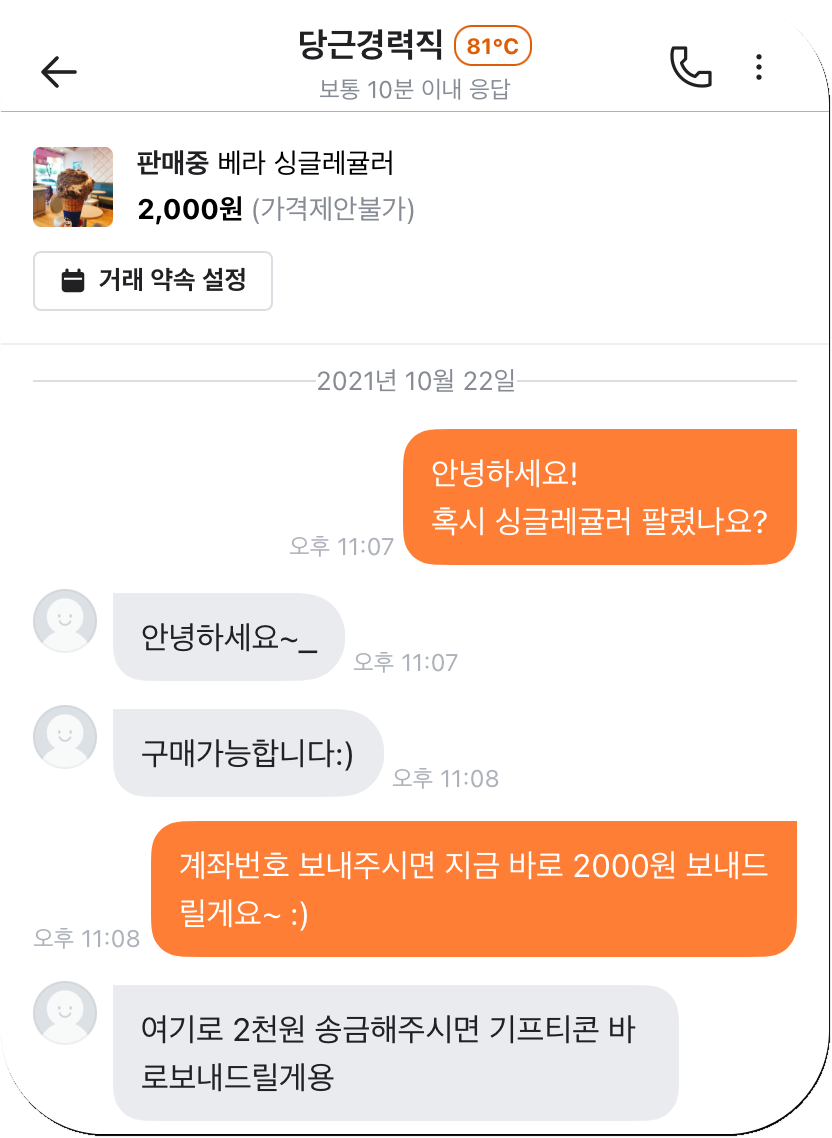 당근경력직 81°C
보통 10분 이내 응답
판매중 베라 싱글레귤러
2,000원 (가격제안불가)
거래 약속 설정
2021년 10월 22일
안녕하세요!
혹시 싱글레귤러 팔렸나요?
오후 11:07
안녕하세요~_
오후 11:07
구매가능합니다:)
오후 11:08
계좌번호 보내주시면 지금 바로 2000원 보내드
릴게요~ :)
오후 11:08
여기로 2천원 송금해주시면 기프티콘 바
로보내드릴게용